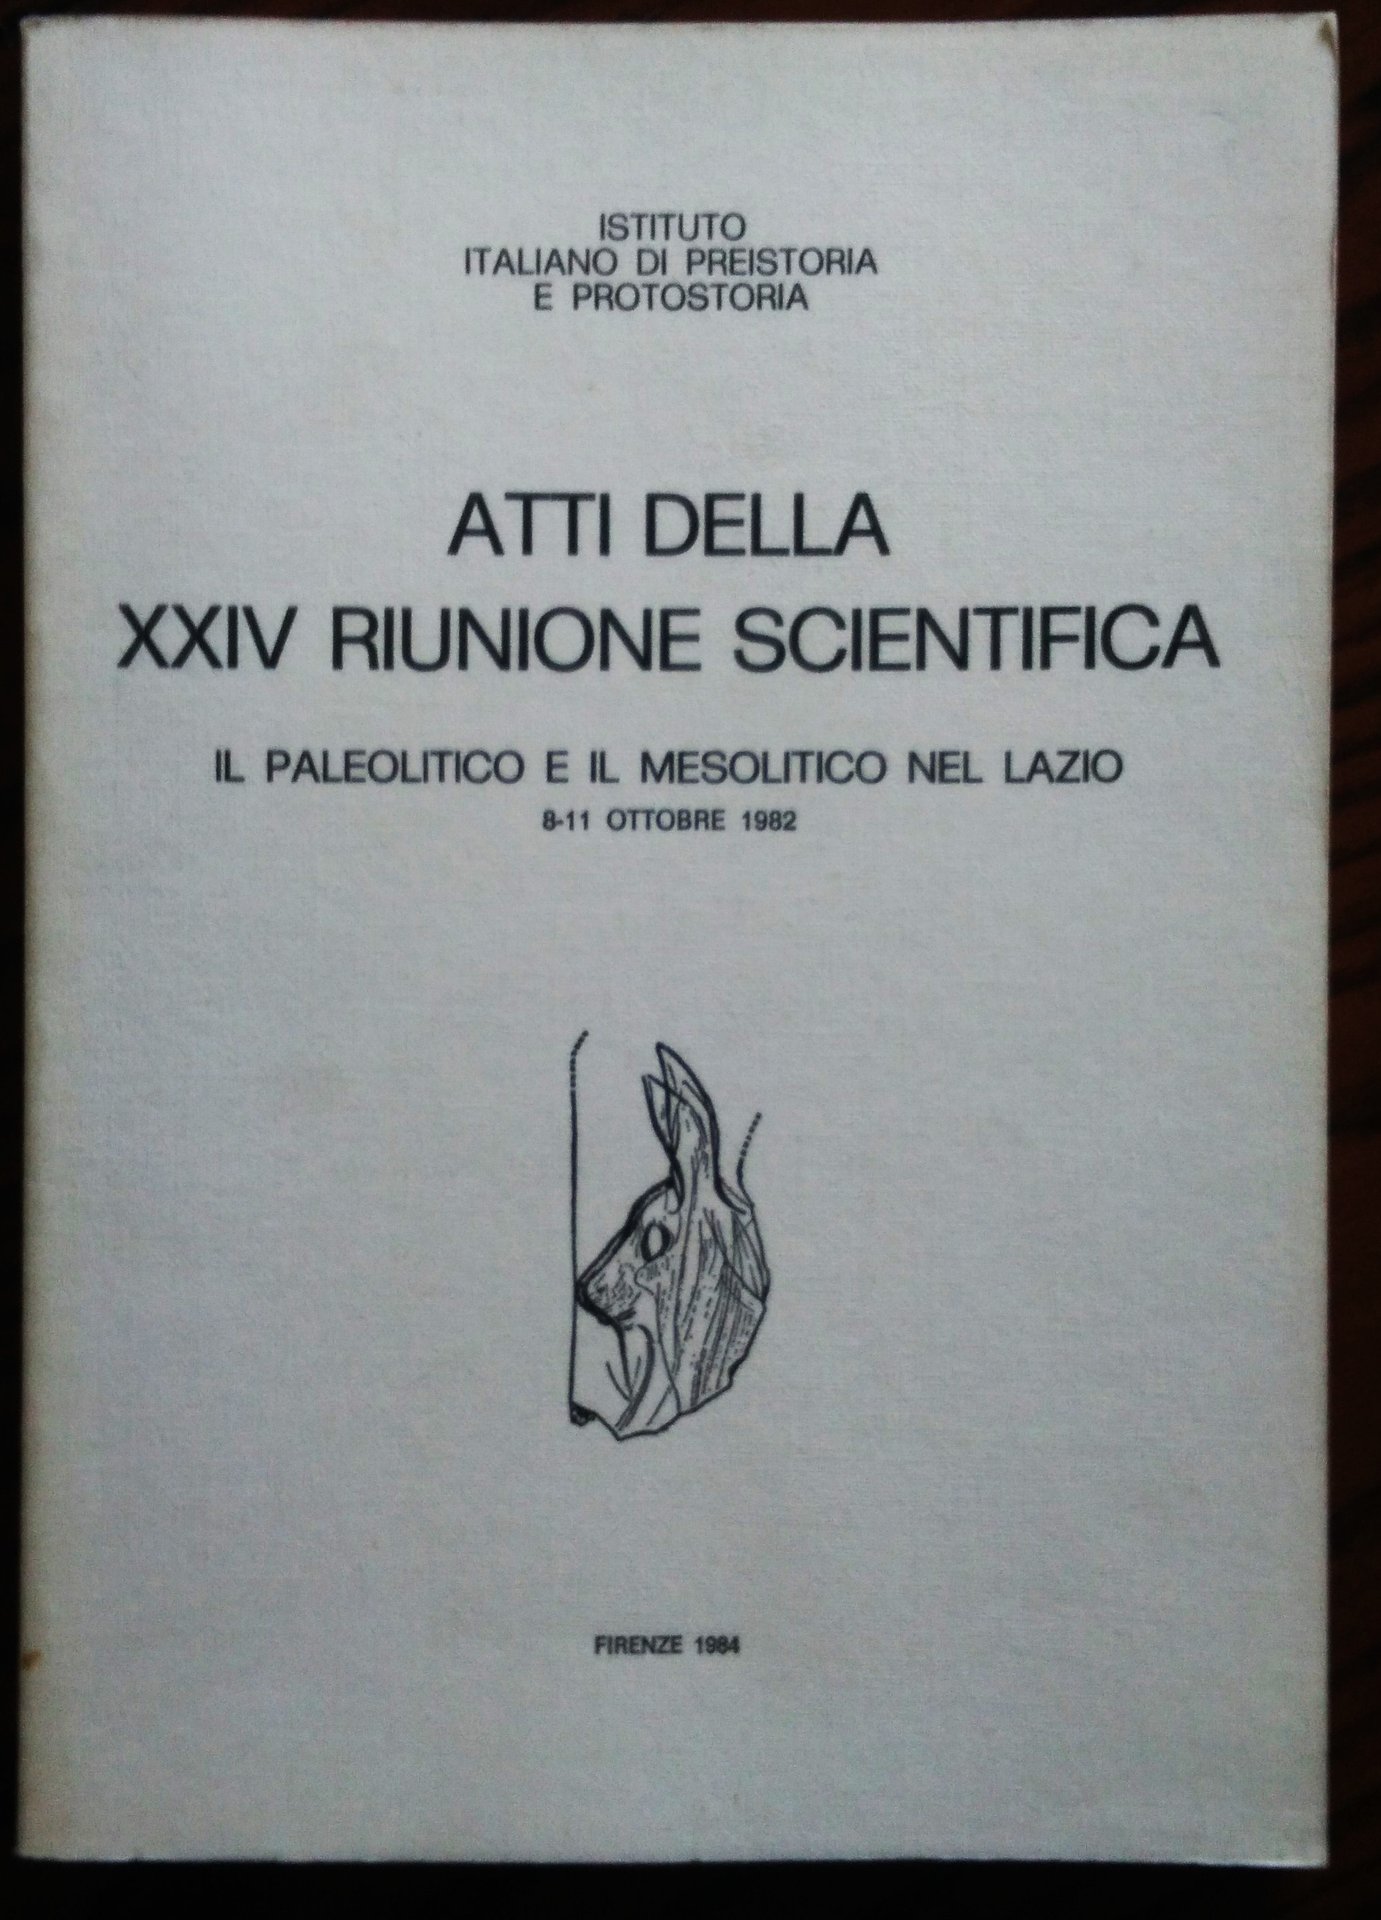 ISTITUTO
ITALIANO DI PREISTORIA
E PROTOSTORIA
ATTI DELLA
XXIV RIUNIONE SCIENTIFICA
IL PALEOLITICO E IL MESOLITICO NEL LAZIO
8-11 OTTOBRE 1982
FIRENZE 1984